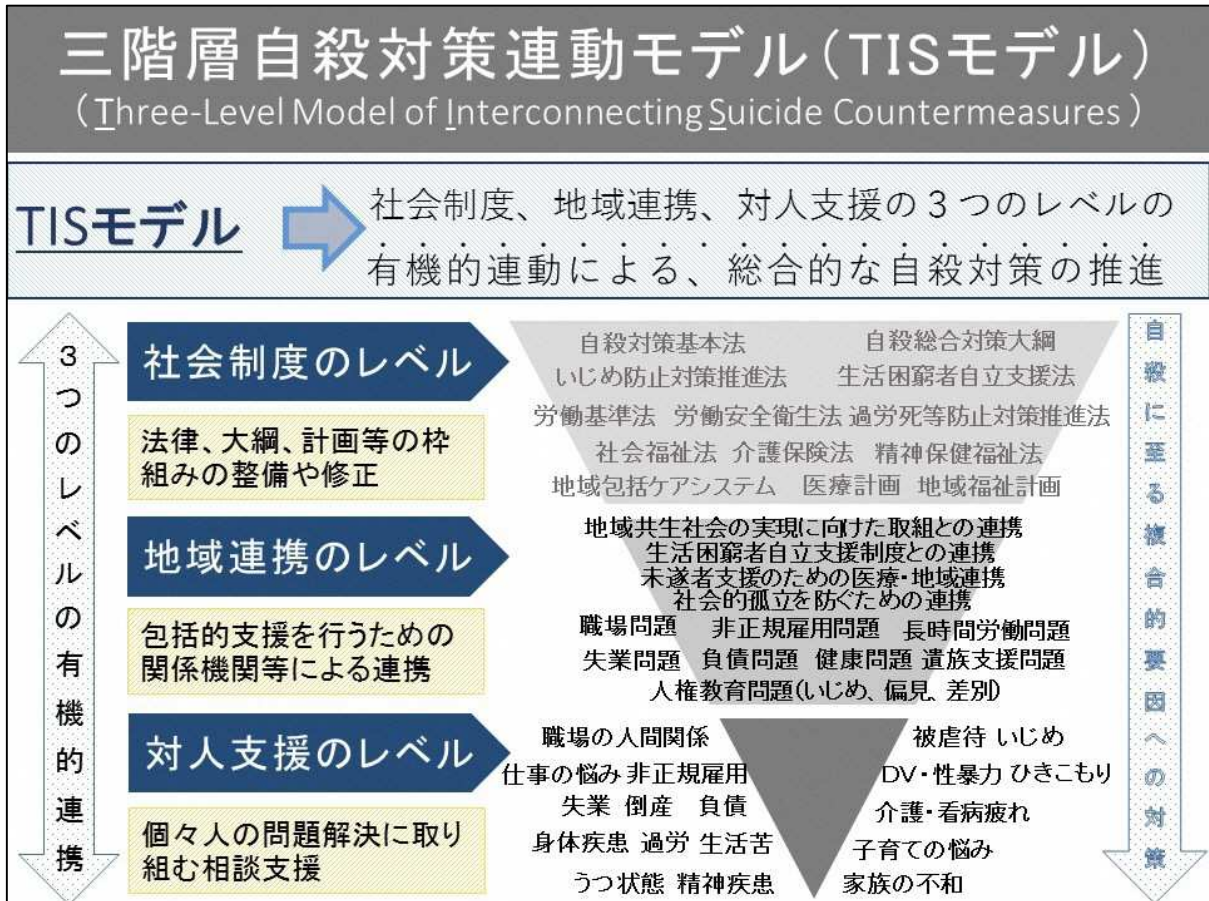 三階層自殺対策連動モデル(TISモデル)
(Three-Level Model of Interconnecting Suicide Countermeasures)
TISモデル
社会制度、地域連携、対人支援の3つのレベルの
有機的連動による、総合的な自殺対策の推進
3つのレベルの有機的連携
社会制度のレベル
法律、大綱、計画等の枠
組みの整備や修正
自殺対策基本法 自殺総合対策大綱
いじめ防止対策推進法 生活困窮者自立支援法
労働基準法 労働安全衛生法 過労死等防止対策推進法
社会福祉法 介護保険法 精神保健福祉法
地域包括ケアシステム 医療計画 地域福祉計画
地域連携のレベル
包括的支援を行うための
関係機関等による連携
地域共生社会の実現に向けた取組との連携
生活困窮者自立支援制度との連携
未遂者支援のための医療・地域連携
社会的孤立を防ぐための連携
職場問題 非正規雇用問題 長時間労働問題
失業問題 負債問題 健康問題 遺族支援問題
人権教育問題(いじめ、偏見、差別)
対人支援のレベル
個々人の問題解決に取り
組む相談支援
職場の人間関係 被虐待 いじめ
仕事の悩み 非正規雇用 DV・性暴力 ひきこもり
失業 倒産 負債 介護・看病疲れ
身体疾患 過労 生活苦 子育ての悩み
うつ状態 精神疾患 家族の不和
自殺に至る複合的要因への対策